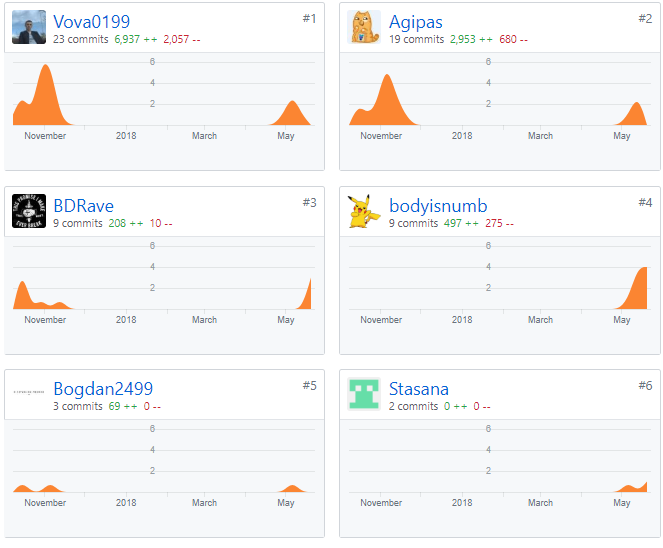 Vova0199 #1
23 commits 6,937 ++ 2,057 --
6
4
2
November 2018 March May
Agipas #2
19 commits 2,953 ++ 680 --
6
4
2
November 2018 March May
BDRave #3
9 commits 208 ++ 10 --
6
4
2
November 2018 March May
bodyisnumb #4
9 commits 497 ++ 275 --
6
4
2
November 2018 March May
Bogdan2499 #5
3 commits 69 ++ 0 --
6
4
2
November 2018 March May
Stasana #6
2 commits 0 ++ 0 --
6
4
2
November 2018 March May